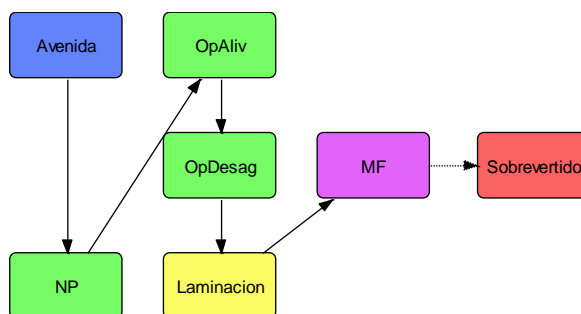 Avenida
OpAliv
OpDesag
MF
Sobrevertido
NP
Laminacion